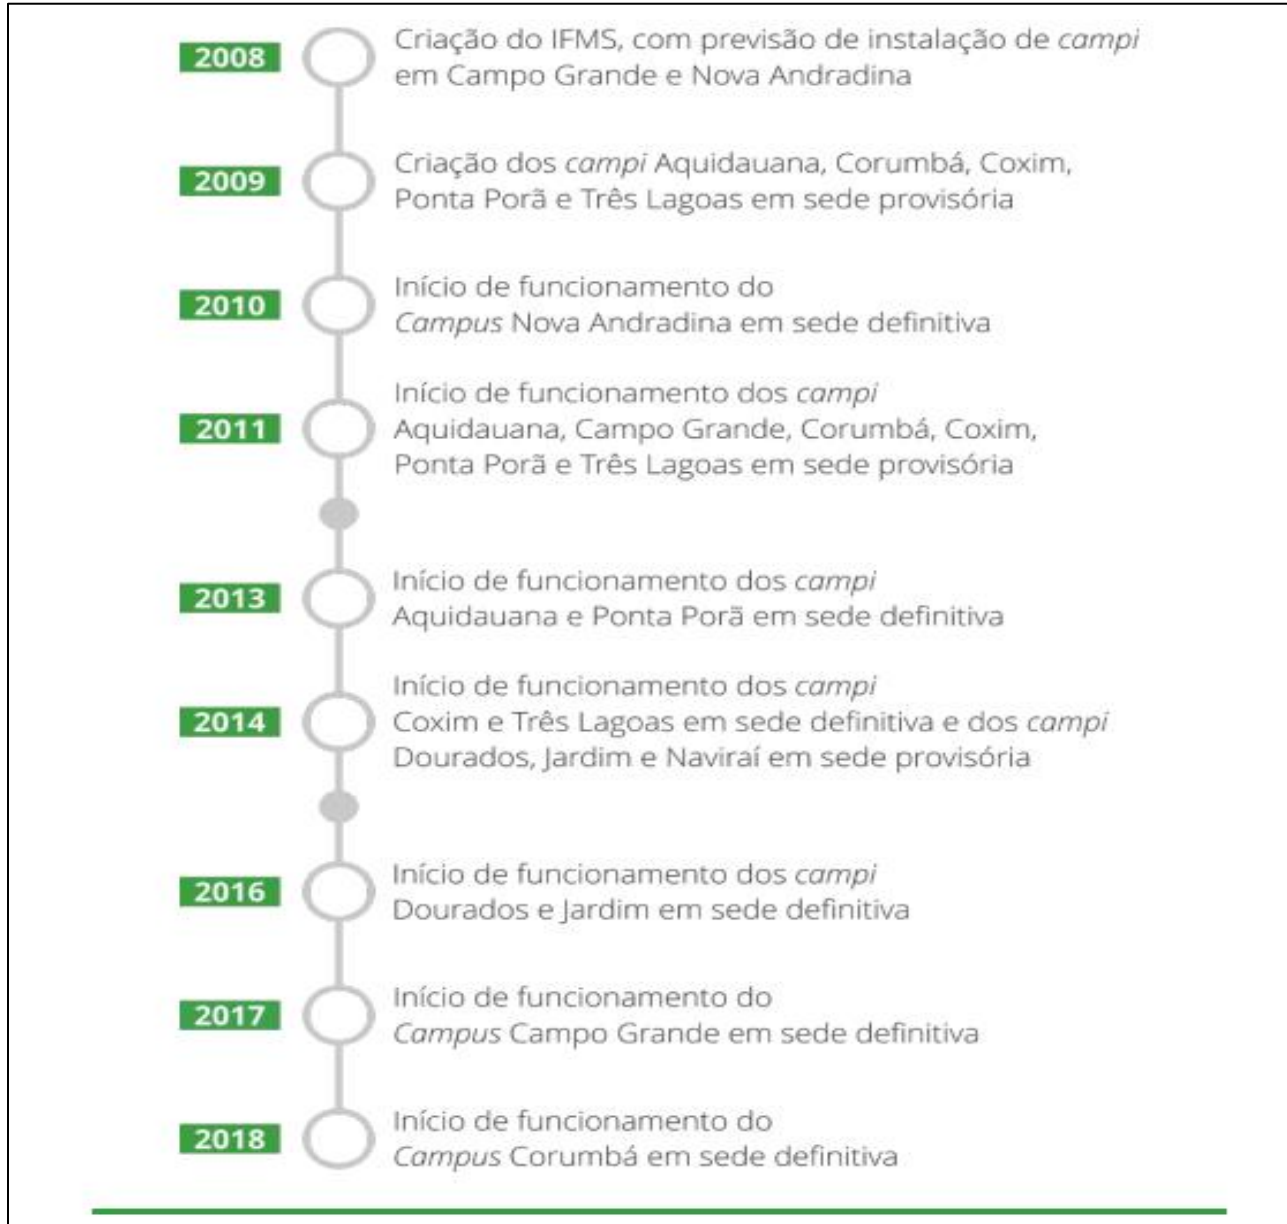 2008
Criação do IFMS, com previsão de instalação de campi
em Campo Grande e Nova Andradina
2009
Criação dos campi Aquidauana, Corumbá, Coxim,
Ponta Porã e Três Lagoas em sede provisória
2010
Início de funcionamento do
Campus Nova Andradina em sede definitiva
2011
Início de funcionamento dos campi
Aquidauana, Campo Grande, Corumbá, Coxim,
Ponta Porã e Três Lagoas em sede provisória
2013
Início de funcionamento dos campi
Aquidauana e Ponta Porã em sede definitiva
2014
Início de funcionamento dos campi
Coxim e Três Lagoas em sede definitiva e dos campi
Dourados, Jardim e Naviraí em sede provisória
2016
Início de funcionamento dos campi
Dourados e Jardim em sede definitiva
2017
Início de funcionamento do
Campus Campo Grande em sede definitiva
2018
Início de funcionamento do
Campus Corumbá em sede definitiva